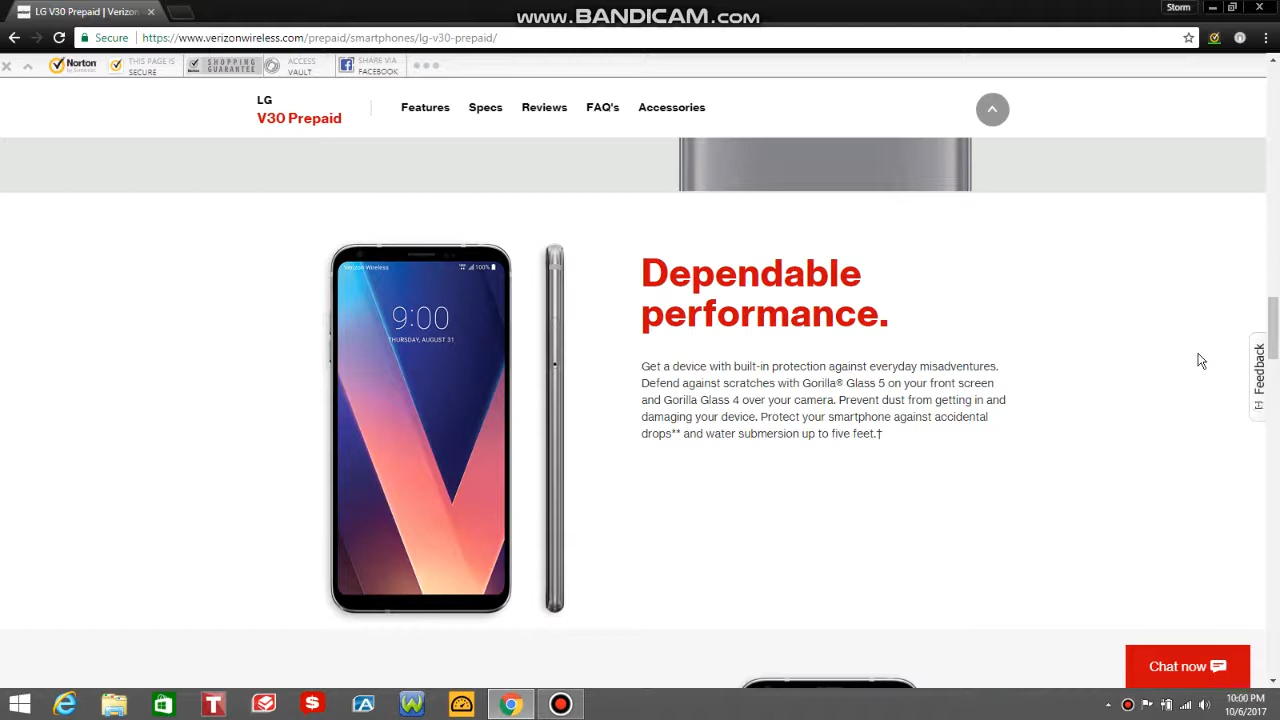 LG V30 Prepaid | Verizon
www.BANDICAM.com
Storm
Secure
https://www.verizonwireless.com/prepaid/smartphones/lg-v30-prepaid/
Norton
by Symantec
THIS PAGE IS
SECURE
SHOPPING
GUARANTEE
ACCESS
VAULT
SHARE VIA
FACEBOOK
LG
V30 Prepaid
Features
Specs
Reviews
FAQ's
Accessories
Verizon Wireless
100%
9:00
THURSDAY, AUGUST 31
Dependable
performance.
Get a device with built-in protection against everyday misadventures.
Defend against scratches with Gorilla® Glass 5 on your front screen
and Gorilla Glass 4 over your camera. Prevent dust from getting in and
damaging your device. Protect your smartphone against accidental
drops** and water submersion up to five feet.†
[+] Feedback
Chat now
10:00 PM
10/6/2017